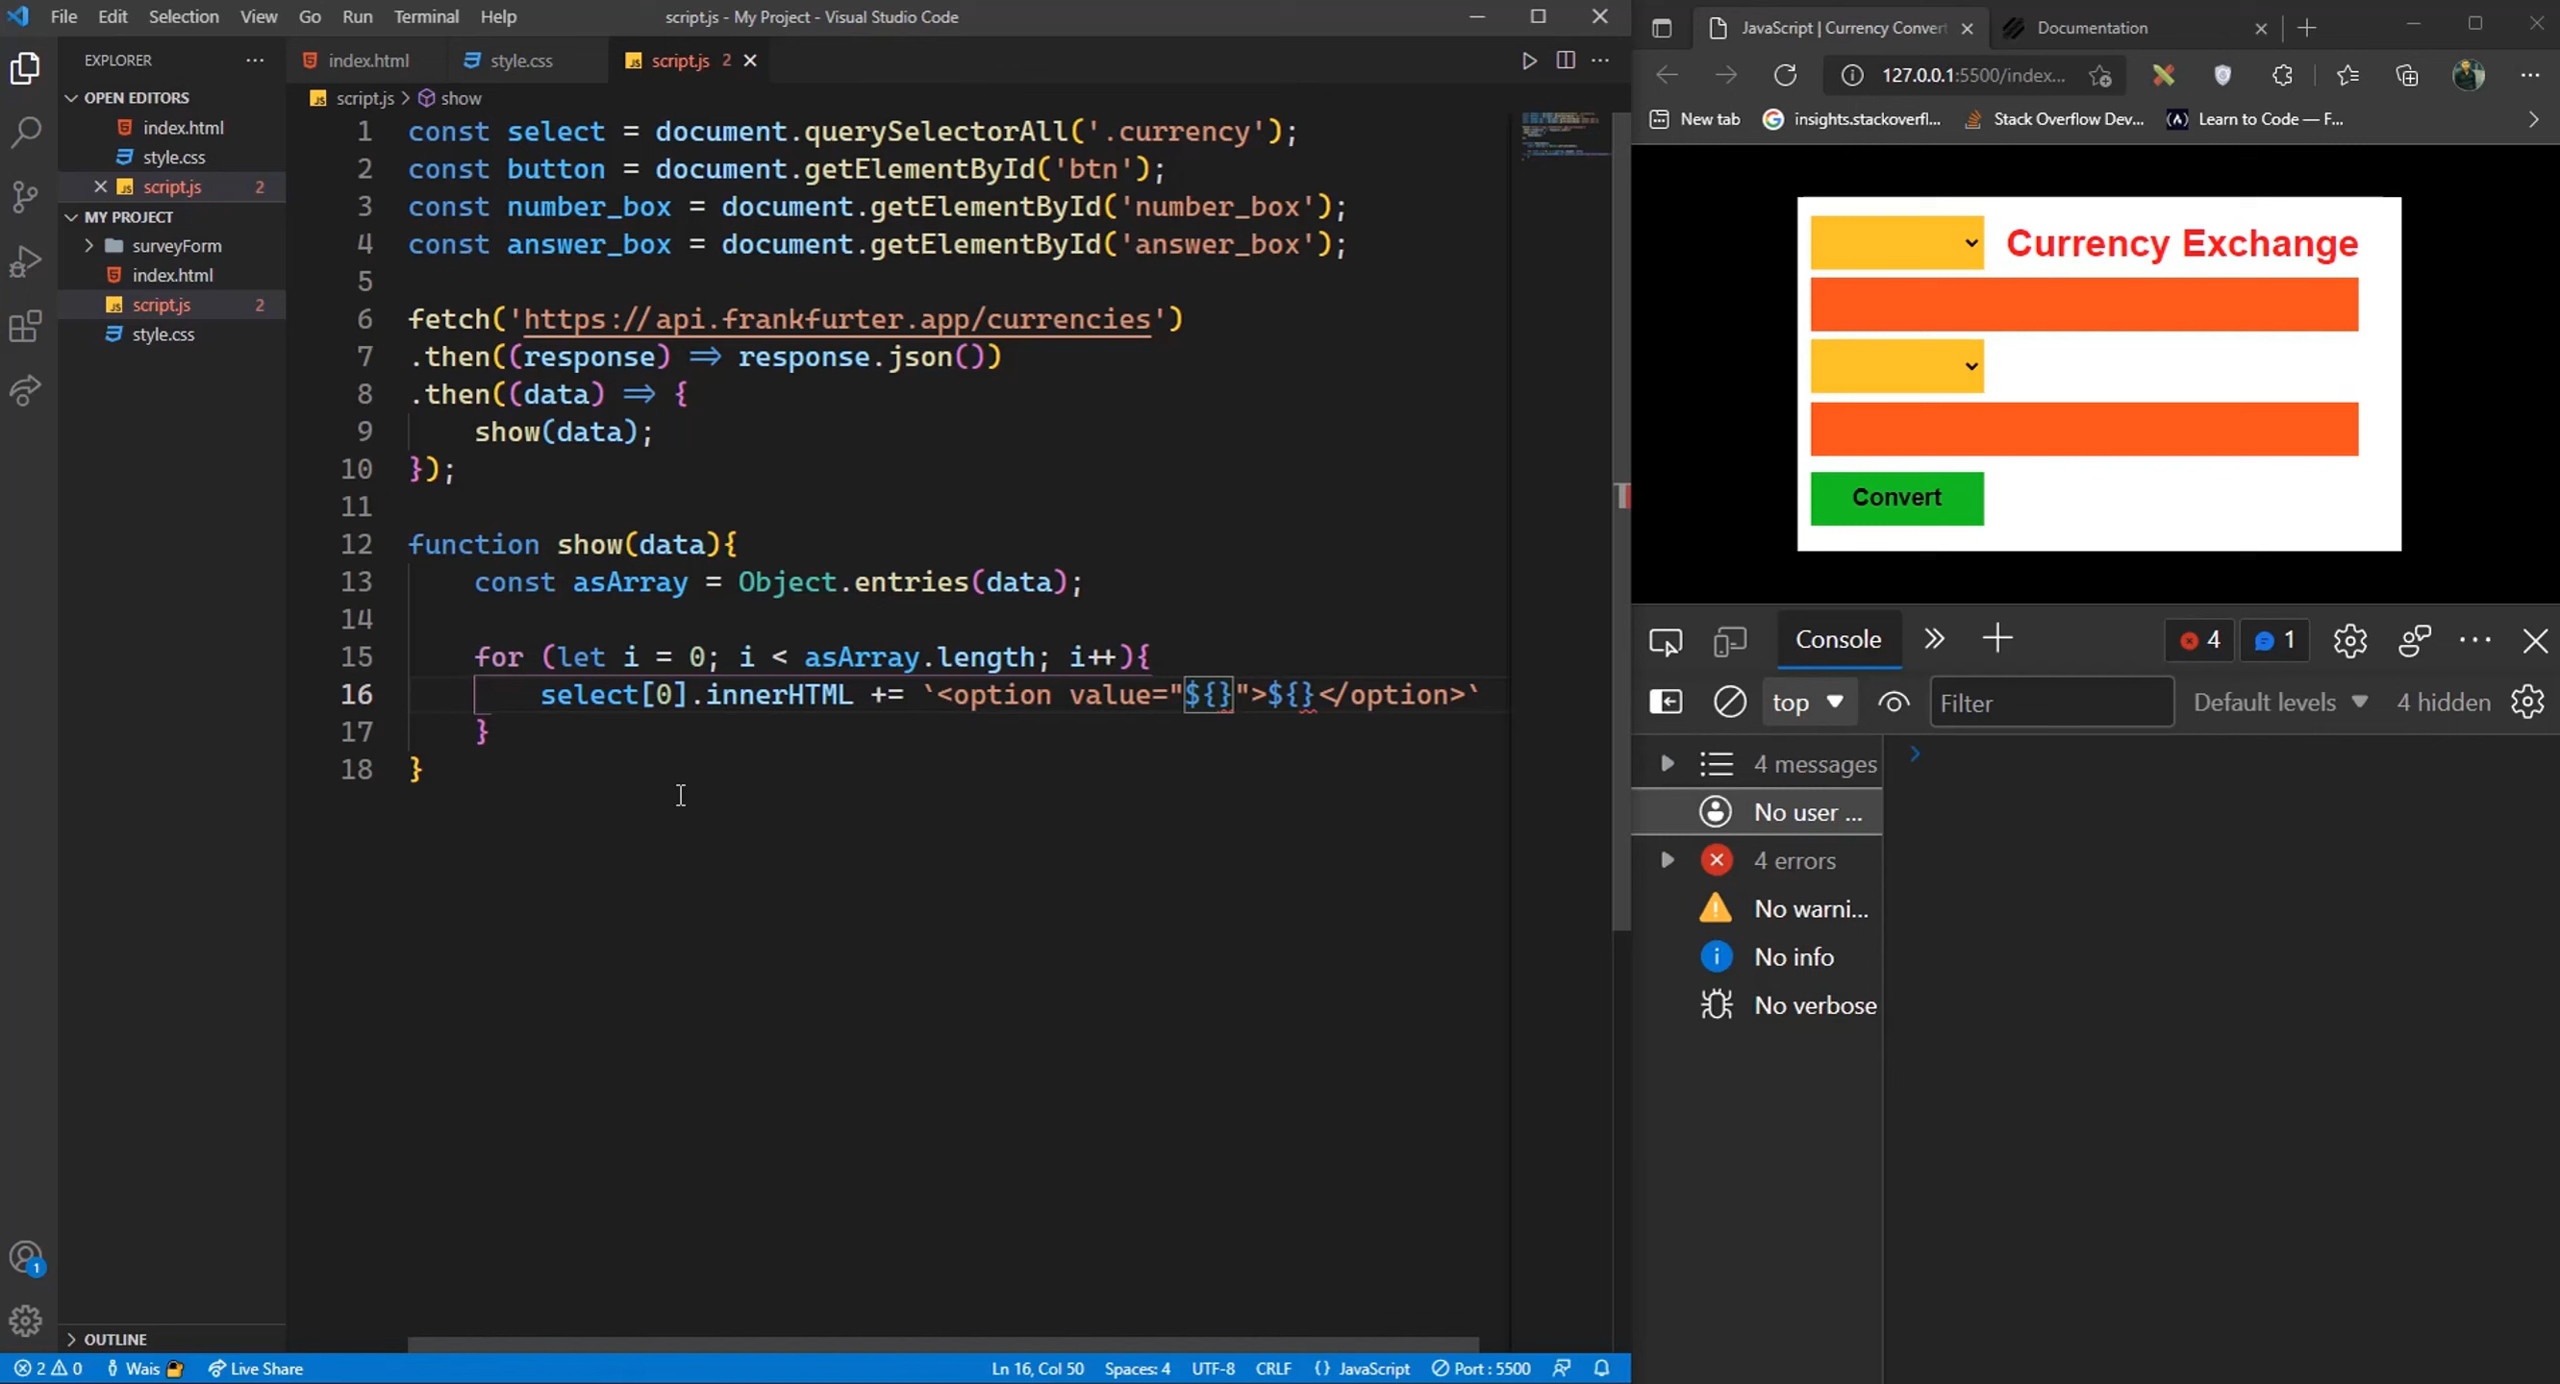 File Edit Selection View Go Run Terminal Help
script.js - My Project - Visual Studio Code
EXPLORER
OPEN EDITORS
index.html
style.css
script.js 2
MY PROJECT
surveyForm
index.html
script.js 2
style.css
OUTLINE
index.html
style.css
script.js 2
script.js > show
1 const select = document.querySelectorAll('.currency');
2 const button = document.getElementById('btn');
3 const number_box = document.getElementById('number_box');
4 const answer_box = document.getElementById('answer_box');
5
6 fetch('https://api.frankfurter.app/currencies')
7 .then((response) => response.json())
8 .then((data) => {
9 show(data);
10 });
11
12 function show(data){
13 const asArray = Object.entries(data);
14
15 for (let i = 0; i < asArray.length; i++){
16 select[0].innerHTML += `<option value="${}">${}</option>`
17 }
18 }
2 0 Wais Live Share
Ln 16, Col 50 Spaces: 4 UTF-8 CRLF {} JavaScript Port : 5500
1
JavaScript | Currency Convert
Documentation
127.0.0.1:5500/index...
New tab insights.stackoverfl... Stack Overflow Dev... Learn to Code — F...
Currency Exchange
Convert
Console 4 1
top Filter Default levels 4 hidden
4 messages
No user ...
4 errors
No warni...
No info
No verbose